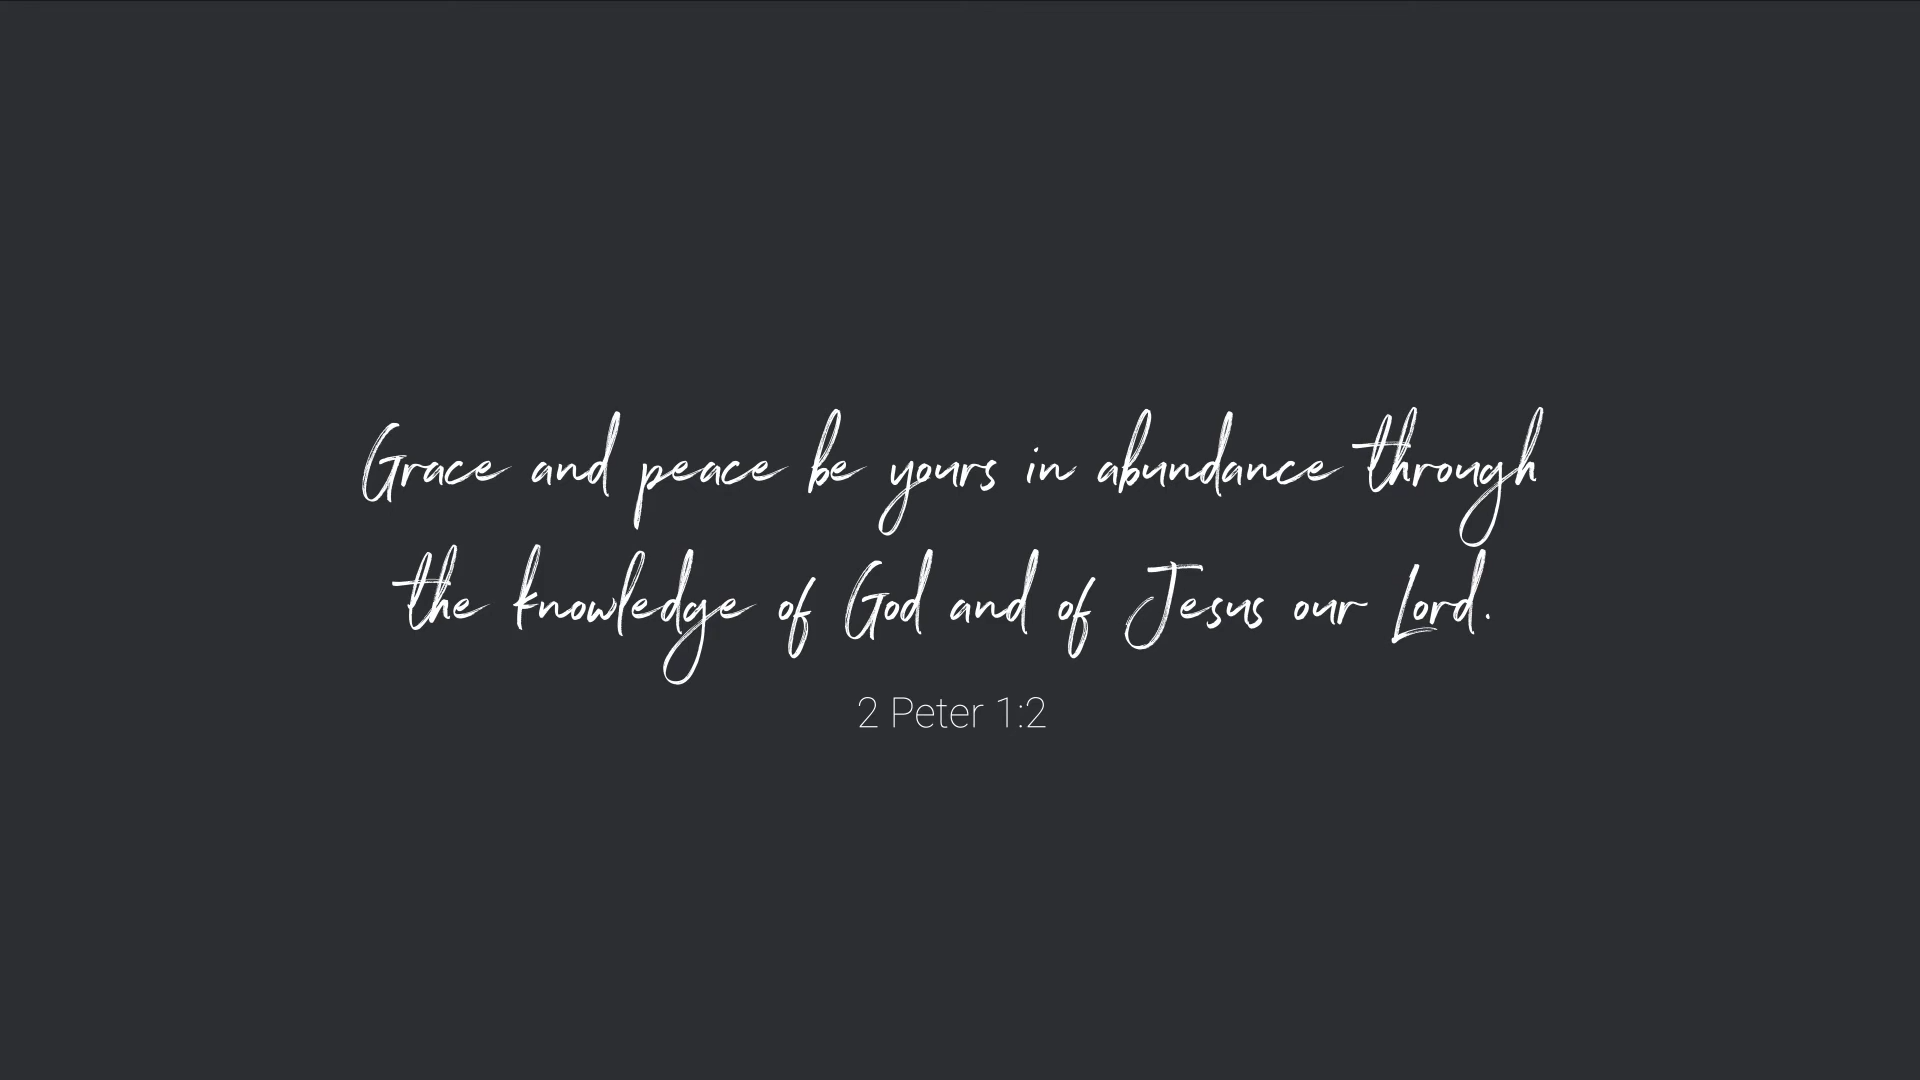 Grace and peace be yours in abundance through
the knowledge of God and of Jesus our Lord.
2 Peter 1:2